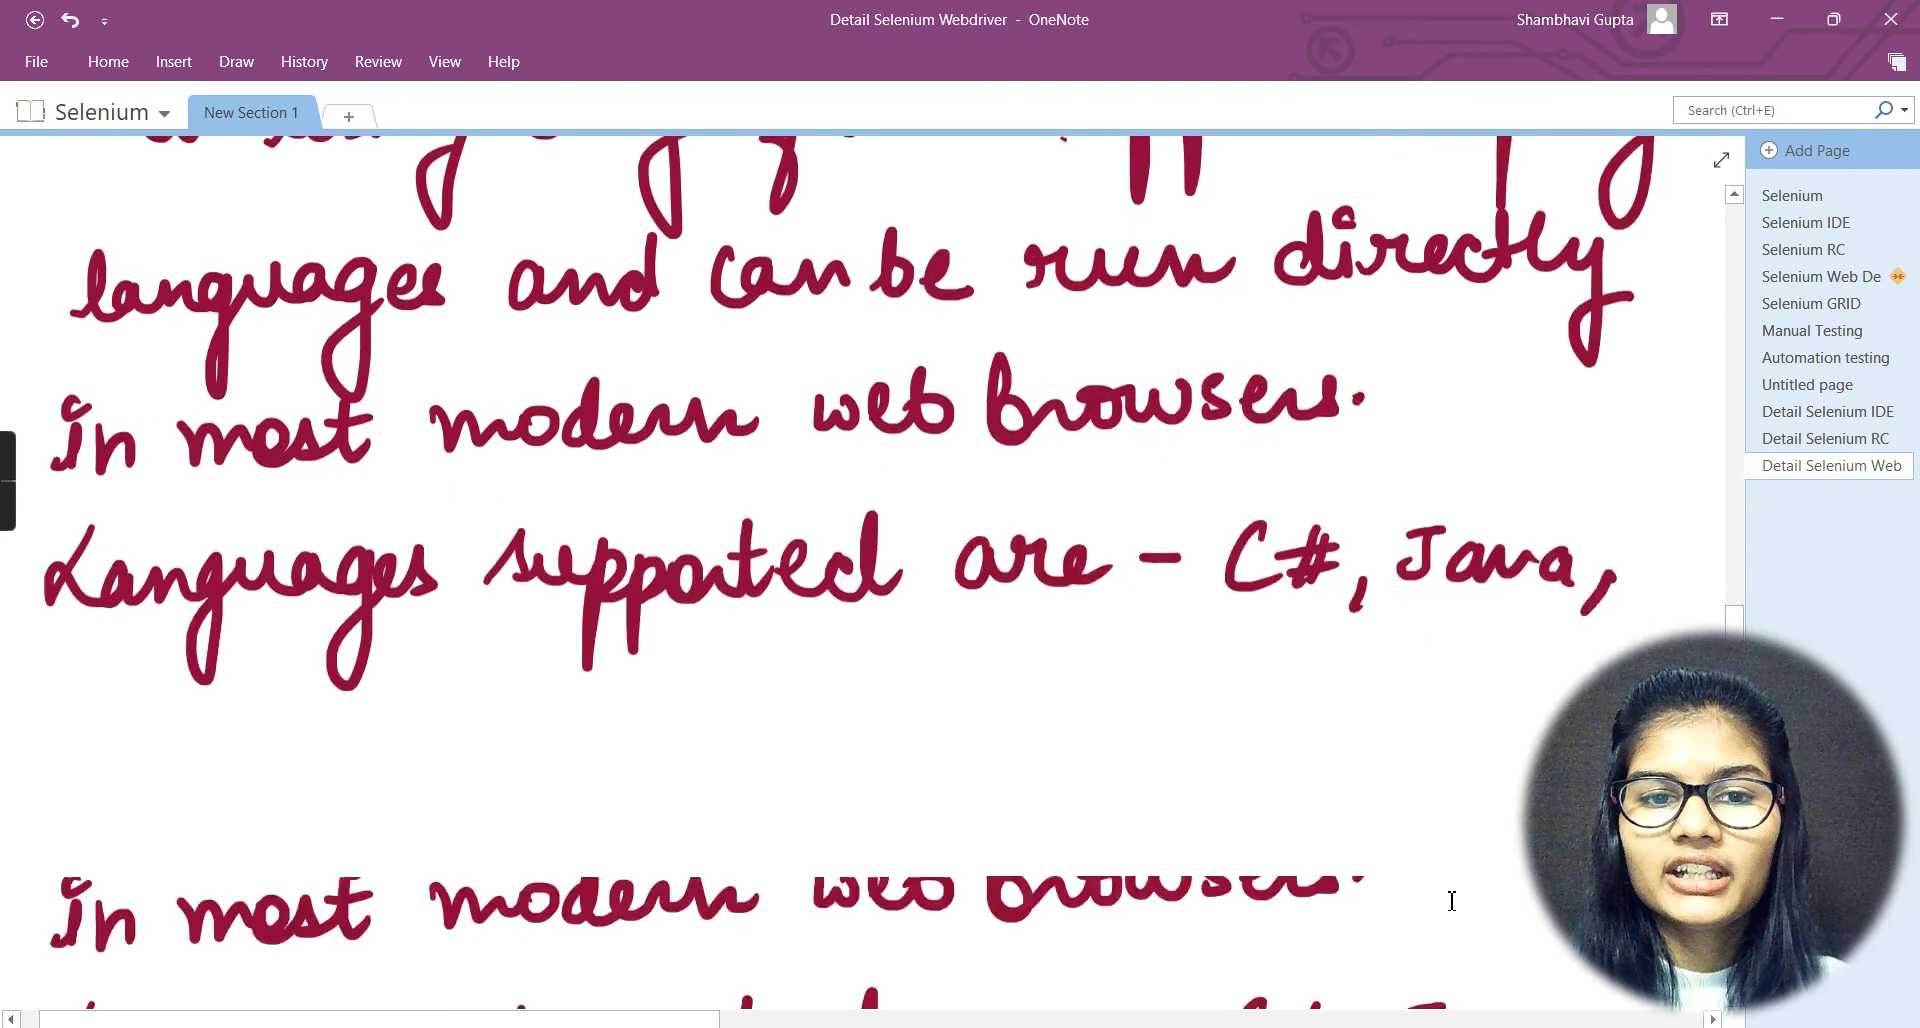 Detail Selenium Webdriver - OneNote
Shambhavi Gupta
File Home Insert Draw History Review View Help
Selenium
New Section 1
+
Search (Ctrl+E)
Add Page
Selenium
Selenium IDE
Selenium RC
Selenium Web De
Selenium GRID
Manual Testing
Automation testing
Untitled page
Detail Selenium IDE
Detail Selenium RC
Detail Selenium Web
languages and can be run directly
in most modern web browsers.
Languages supported are - C#, Java,
in most modern web browsers.